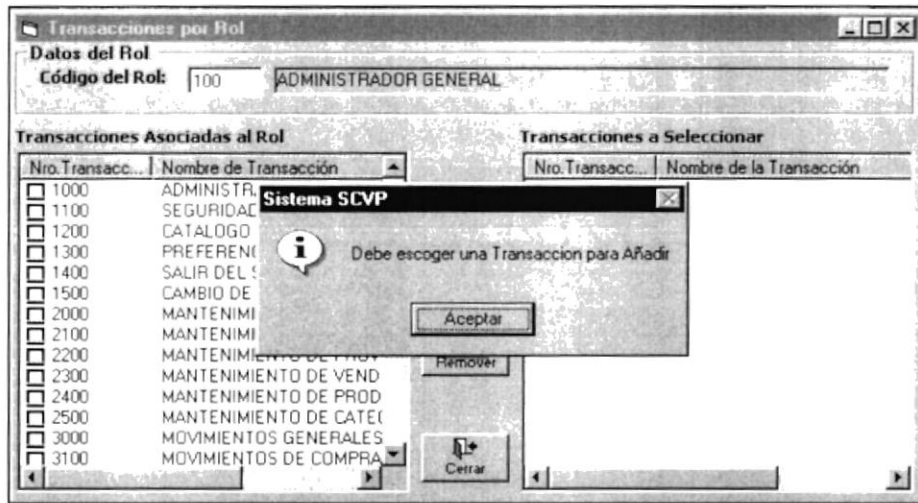 Transacciones por Rol
Datos del Rol
Código del Rol: 100 ADMINISTRADOR GENERAL
Transacciones Asociadas al Rol
Transacciones a Seleccionar
Nro.Transacc... Nombre de Transacción
Nro.Transacc... Nombre de la Transacción
1000 ADMINISTR
1100 SEGURIDAD
1200 CATALOGO
1300 PREFERENC
1400 SALIR DEL S
1500 CAMBIO DE
2000 MANTENIMI
2100 MANTENIMI
2200 MANTENIMIENTO DE PROV
2300 MANTENIMIENTO DE VEND
2400 MANTENIMIENTO DE PROD
2500 MANTENIMIENTO DE CATE
3000 MOVIMIENTOS GENERALES
3100 MOVIMIENTOS DE COMPRA
Sistema SCVP
Debe escoger una Transaccion para Añadir
Aceptar
Remover
Cerrar